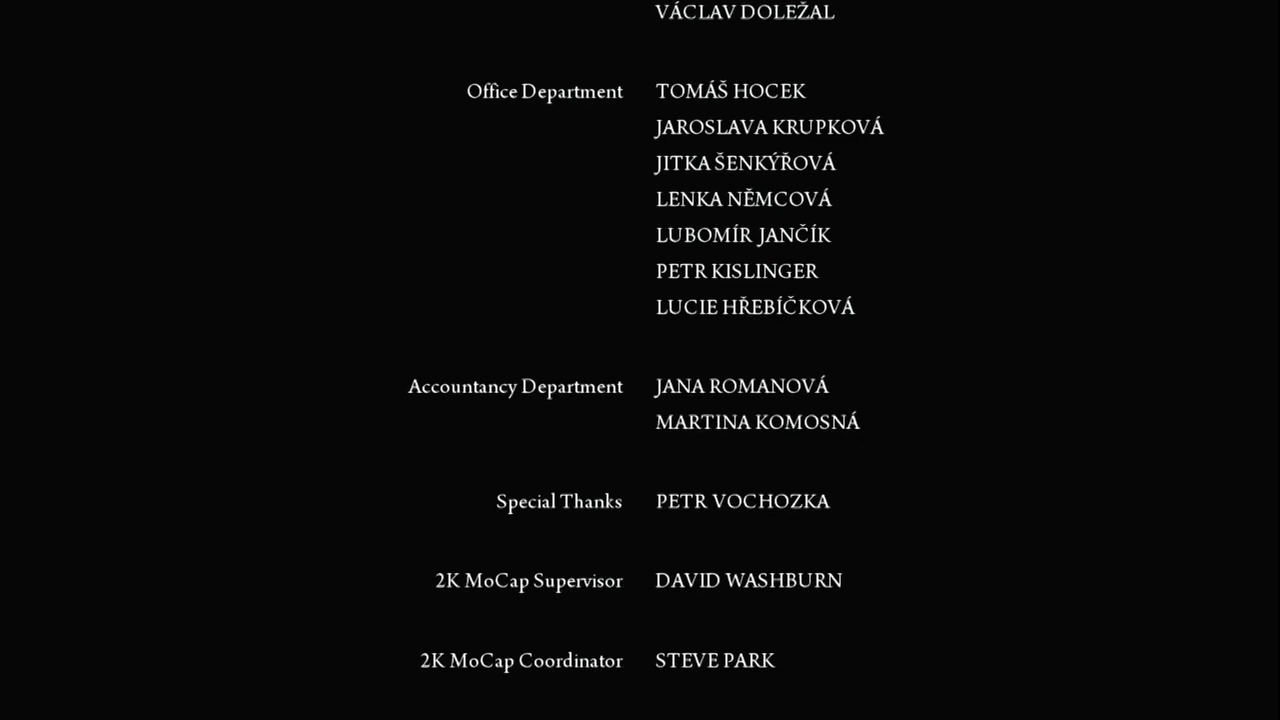 VÁCLAV DOLEŽAL
Office Department TOMÁŠ HOCEK
JAROSLAVA KRUPKOVÁ
JITKA ŠENKÝŘOVÁ
LENKA NĚMCOVÁ
LUBOMÍR JANČÍK
PETR KISLINGER
LUCIE HŘEBÍČKOVÁ
Accountancy Department JANA ROMANOVÁ
MARTINA KOMOSNÁ
Special Thanks PETR VOCHOZKA
2K MoCap Supervisor DAVID WASHBURN
2K MoCap Coordinator STEVE PARK